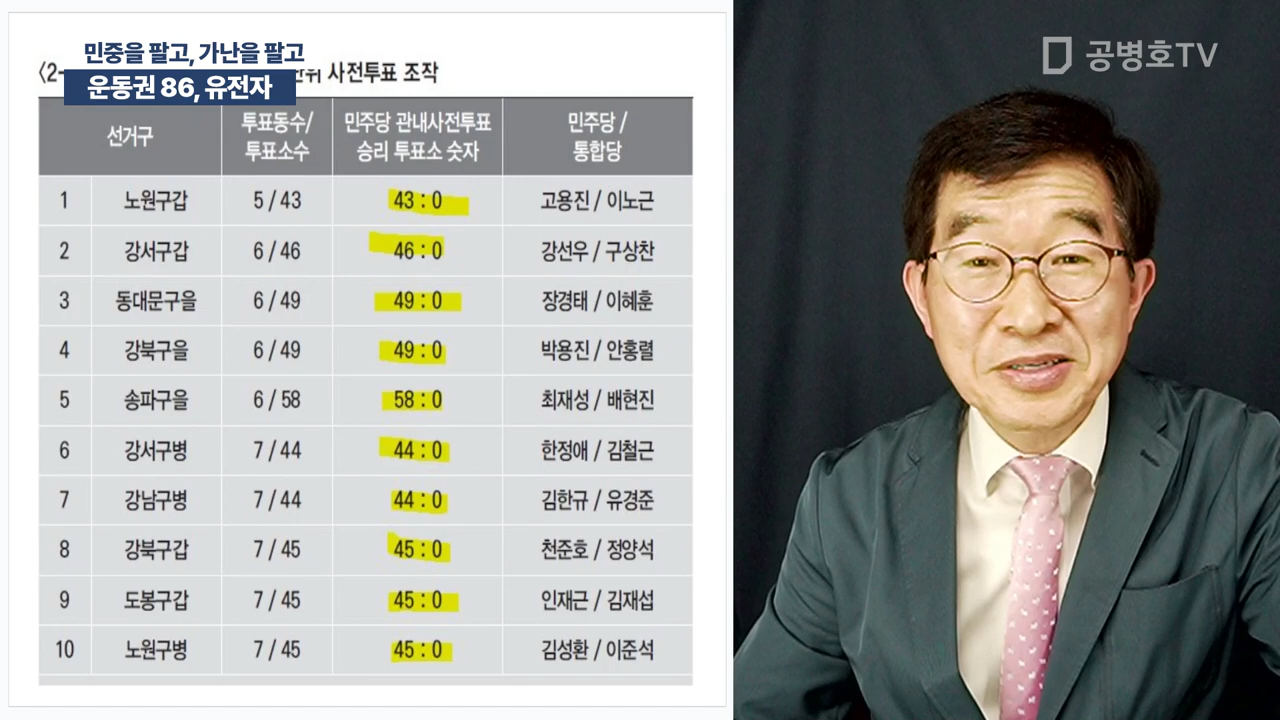 민중을 팔고, 가난을 팔고
운동권 86, 유전자
〈2- 위 사전투표 조작
공병호TV
선거구 투표동수/투표소수 민주당 관내사전투표 승리 투표소 숫자 민주당 / 통합당
1 노원구갑 5 / 43 43 : 0 고용진 / 이노근
2 강서구갑 6 / 46 46 : 0 강선우 / 구상찬
3 동대문구을 6 / 49 49 : 0 장경태 / 이혜훈
4 강북구을 6 / 49 49 : 0 박용진 / 안홍렬
5 송파구을 6 / 58 58 : 0 최재성 / 배현진
6 강서구병 7 / 44 44 : 0 한정애 / 김철근
7 강남구병 7 / 44 44 : 0 김한규 / 유경준
8 강북구갑 7 / 45 45 : 0 천준호 / 정양석
9 도봉구갑 7 / 45 45 : 0 인재근 / 김재섭
10 노원구병 7 / 45 45 : 0 김성환 / 이준석